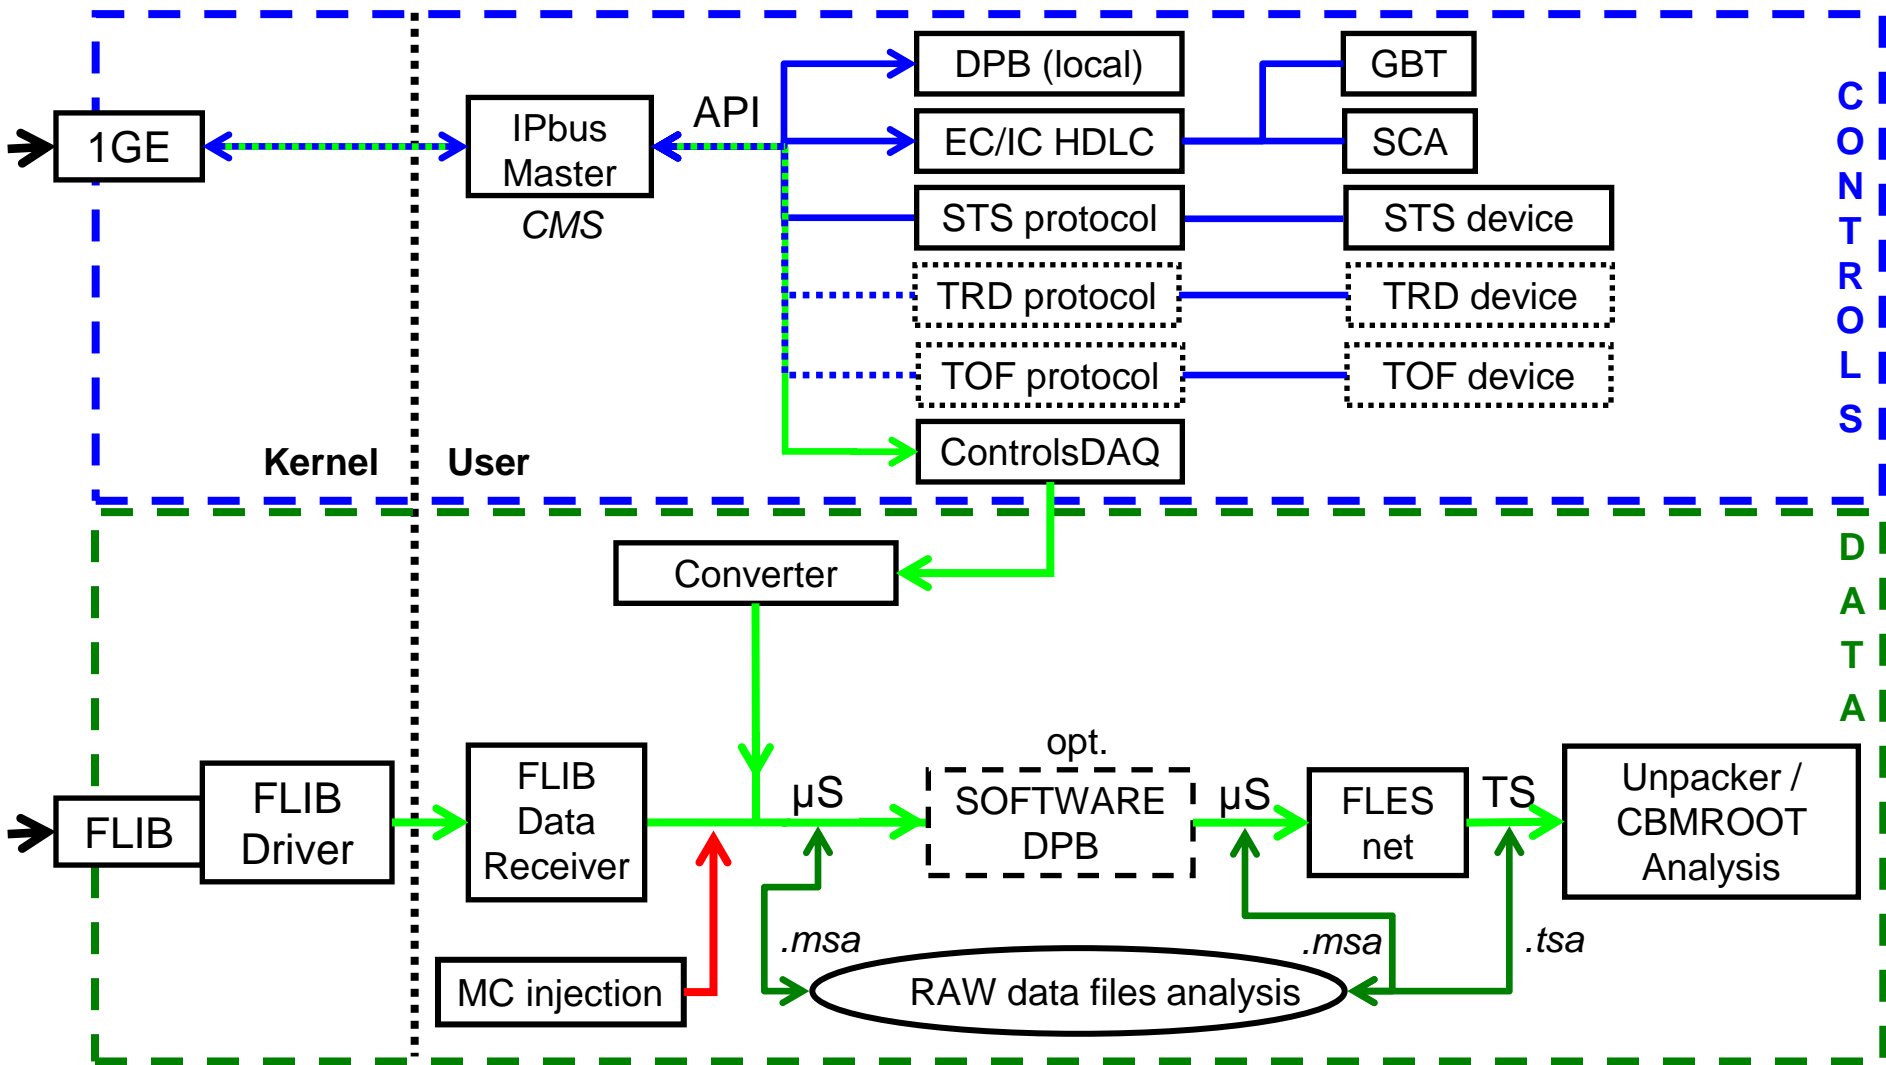 DPB (local)
GBT
1GE
IPbus
Master
CMS
API
EC/IC HDLC
SCA
STS protocol
STS device
TRD protocol
TRD device
TOF protocol
TOF device
ControlsDAQ
CONTROLS
Kernel
User
DATA
Converter
FLIB
FLIB
Driver
FLIB
Data
Receiver
µS
opt.
SOFTWARE
DPB
µS
FLES
net
TS
Unpacker /
CBMROOT
Analysis
.msa
.msa
.tsa
MC injection
RAW data files analysis